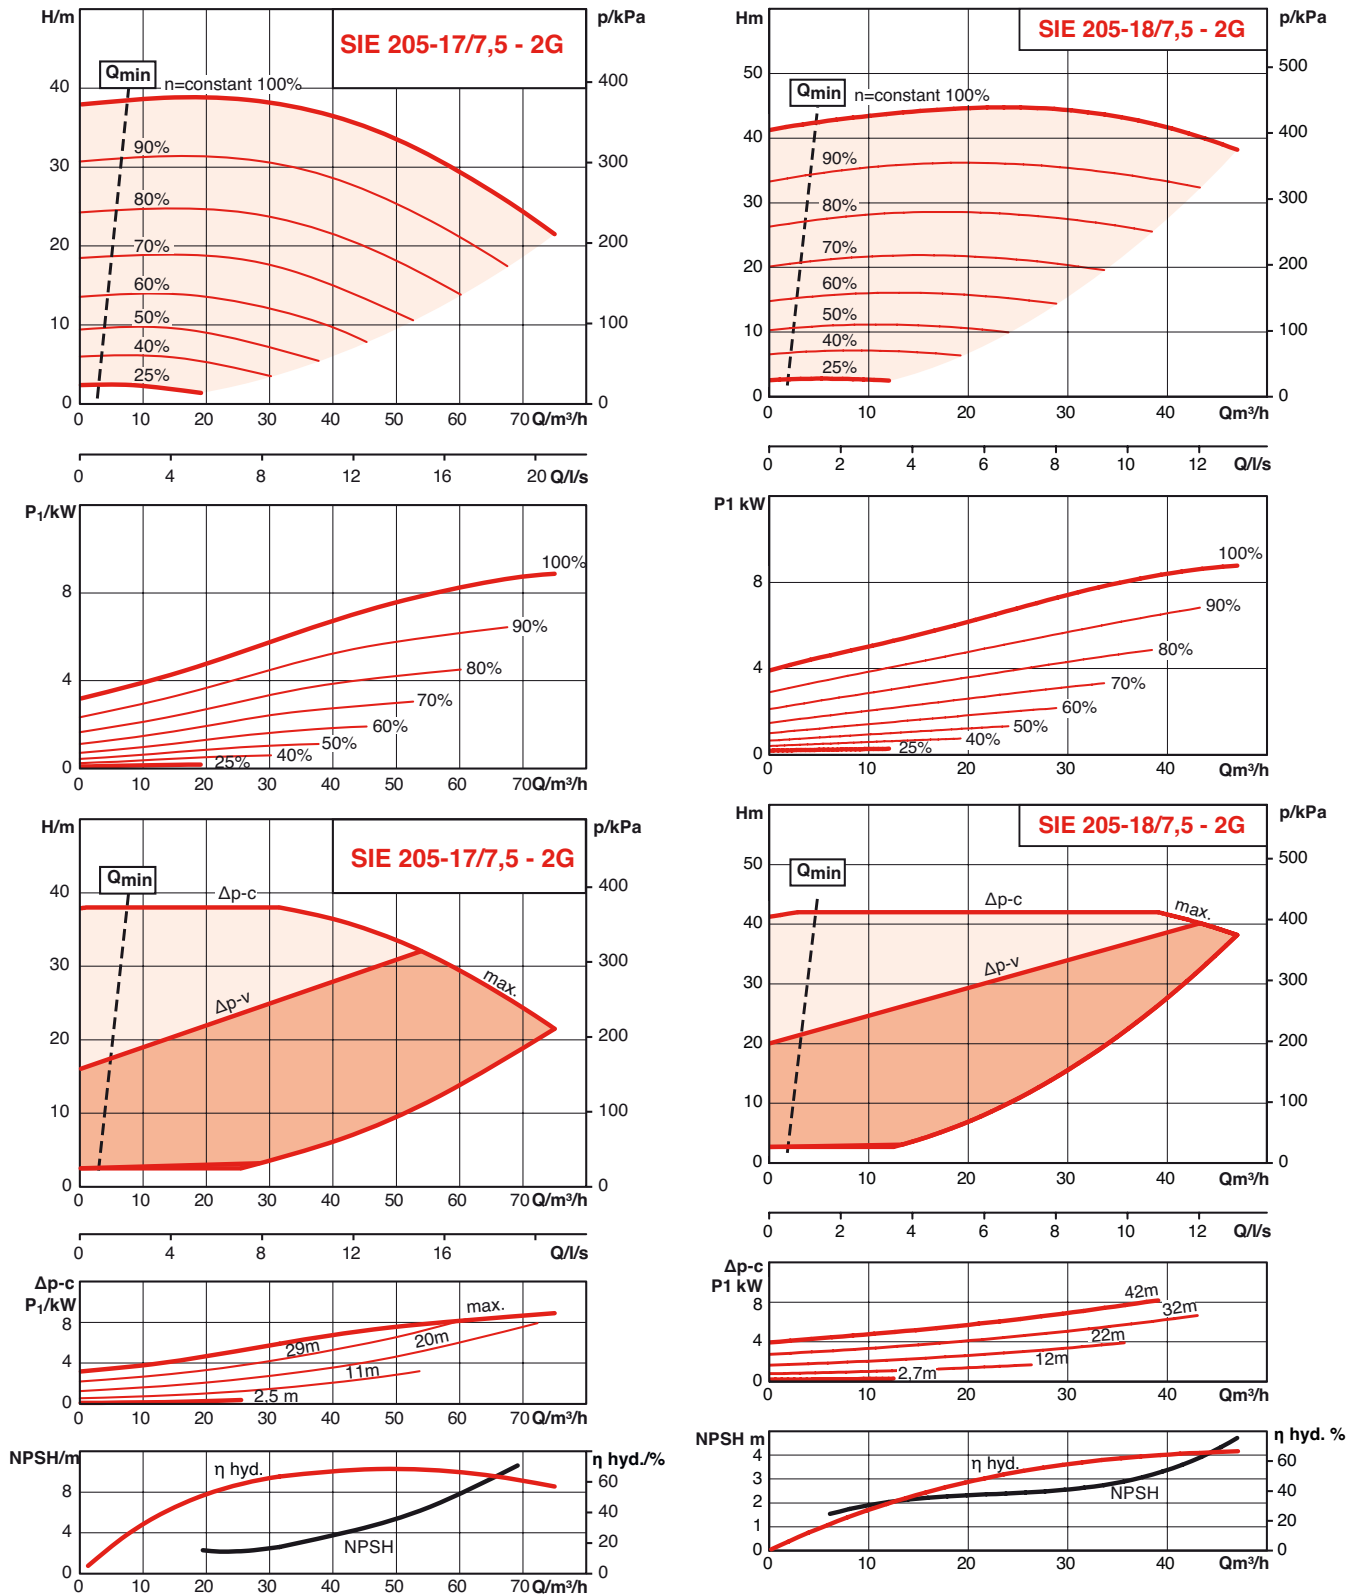 H/m
p/kPa
SIE 205-17/7,5 - 2G
Qmin
n=constant 100%
40
400
90%
30
300
80%
20
200
70%
60%
10
50%
100
40%
25%
0
0
0 10 20 30 40 50 60 70 Q/m³/h
0 4 8 12 16 20 Q/l/s
P1/kW
100%
8
90%
80%
4
70%
60%
50%
40%
25%
0
0 10 20 30 40 50 60 70 Q/m³/h
H/m
p/kPa
SIE 205-17/7,5 - 2G
Qmin
40
Δp-c
400
30
max.
300
Δp-v
20
200
10
100
0
0
0 10 20 30 40 50 60 70 Q/m³/h
0 4 8 12 16 Q/l/s
Δp-c
P1/kW
max.
8
29m
20m
4
11m
2,5 m
0
0 10 20 30 40 50 60 70 Q/m³/h
NPSH/m
η hyd./%
η hyd.
8
60
40
4
NPSH
20
0
0
0 10 20 30 40 50 60 70 Q/m³/h
Hm
p/kPa
SIE 205-18/7,5 - 2G
50
500
Qmin
n=constant 100%
40
400
90%
30
300
80%
20
70%
200
60%
10
50%
100
40%
25%
0
0
0 10 20 30 40 Qm³/h
0 2 4 6 8 10 12 Q/l/s
P1 kW
100%
8
90%
80%
4
70%
60%
50%
40%
25%
0
0 10 20 30 40 Qm³/h
Hm
p/kPa
SIE 205-18/7,5 - 2G
50
500
Qmin
Δp-c
max.
40
400
Δp-v
30
300
20
200
10
100
0
0
0 10 20 30 40 Qm³/h
0 2 4 6 8 10 12 Q/l/s
Δp-c
P1 kW
42m
8
32m
22m
4
12m
2,7m
0
0 10 20 30 40 Qm³/h
NPSH m
η hyd. %
4
η hyd.
60
3
40
2
NPSH
20
1
0
0
0 10 20 30 40 Qm³/h